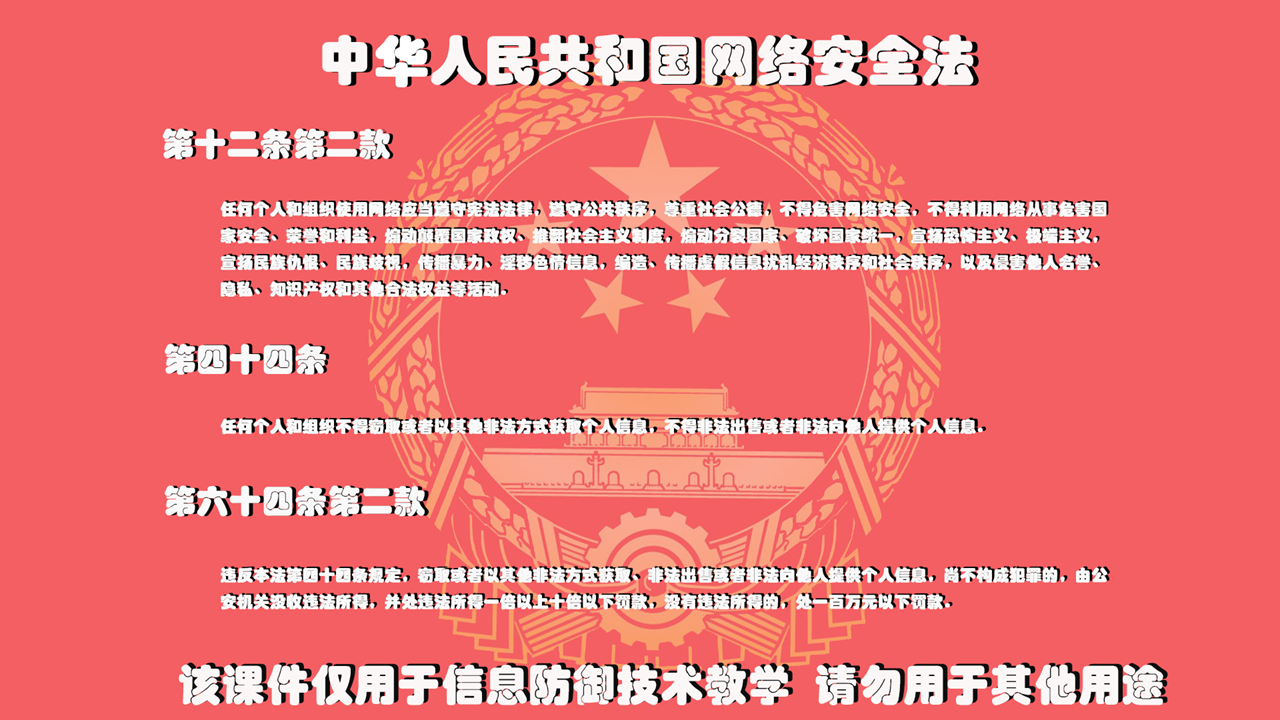 中华人民共和国网络安全法
第十二条第二款
任何个人和组织使用网络应当遵守宪法法律，遵守公共秩序，尊重社会公德，不得危害网络安全，不得利用网络从事危害国
家安全、荣誉和利益，煽动颠覆国家政权、推翻社会主义制度，煽动分裂国家、破坏国家统一，宣扬恐怖主义、极端主义，
宣扬民族仇恨、民族歧视，传播暴力、淫秽色情信息，编造、传播虚假信息扰乱经济秩序和社会秩序，以及侵害他人名誉、
隐私、知识产权和其他合法权益等活动。
第四十四条
任何个人和组织不得窃取或者以其他非法方式获取个人信息，不得非法出售或者非法向他人提供个人信息。
第六十四条第二款
违反本法第四十四条规定，窃取或者以其他非法方式获取、非法出售或者非法向他人提供个人信息，尚不构成犯罪的，由公
安机关没收违法所得，并处违法所得一倍以上十倍以下罚款，没有违法所得的，处一百万元以下罚款。
该课件仅用于信息防御技术教学 请勿用于其他用途